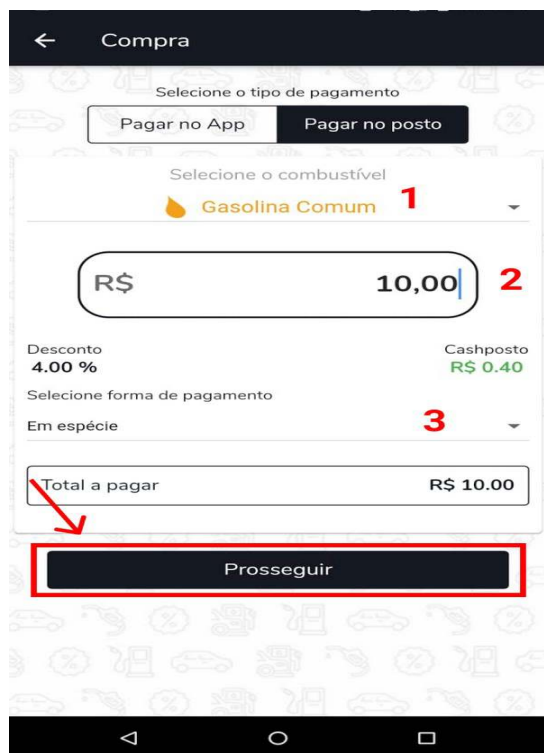 Compra
Selecione o tipo de pagamento
Pagar no App Pagar no posto
Selecione o combustível
Gasolina Comum 1
R$ 10,00 2
Desconto Cashposto
4.00 % R$ 0.40
Selecione forma de pagamento
Em espécie 3
Total a pagar R$ 10.00
Prosseguir